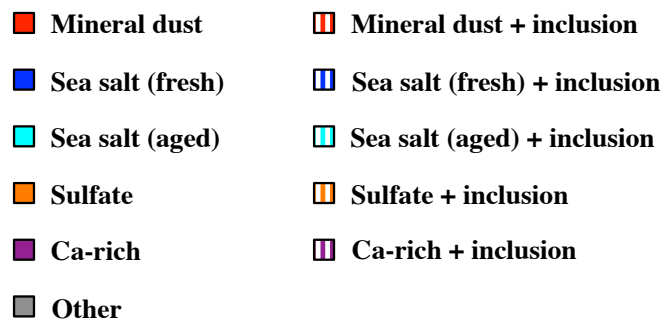 Mineral dust Mineral dust + inclusion
Sea salt (fresh) Sea salt (fresh) + inclusion
Sea salt (aged) Sea salt (aged) + inclusion
Sulfate Sulfate + inclusion
Ca-rich Ca-rich + inclusion
Other